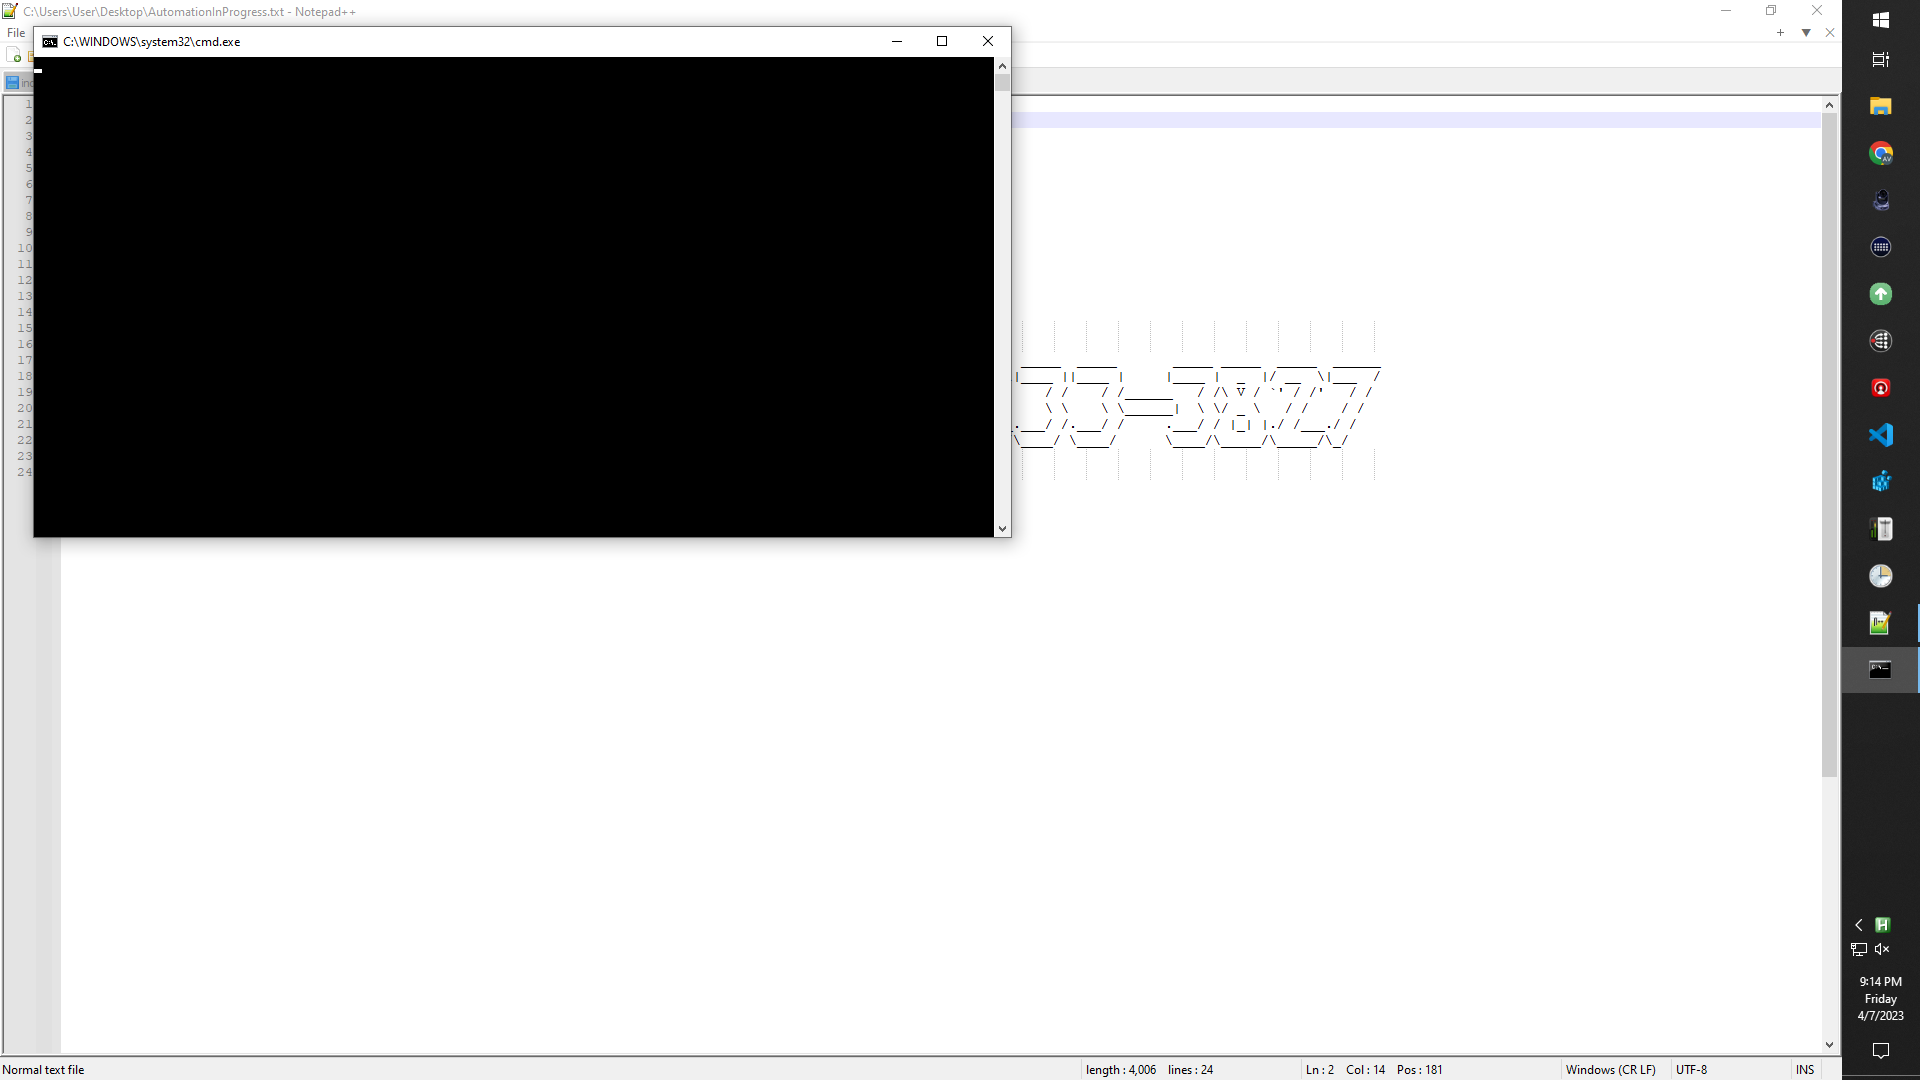 C:\Users\User\Desktop\AutomationInProgress.txt - Notepad++
File
C:\WINDOWS\system32\cmd.exe
1
2
3
4
5
6
7
8
9
10
11
12
13
14
15
16
17
18
19
20
21
22
23
24
33-3827
Normal text file
length : 4,006 lines : 24
Ln : 2 Col : 14 Pos : 181
Windows (CR LF)
UTF-8
INS
9:14 PM
Friday
4/7/2023